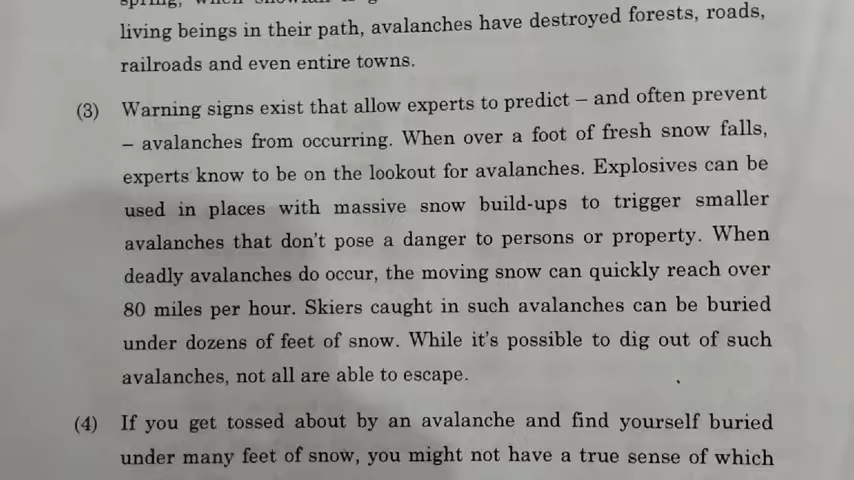 living beings in their path, avalanches have destroyed forests, roads,
railroads and even entire towns.
(3) Warning signs exist that allow experts to predict – and often prevent
– avalanches from occurring. When over a foot of fresh snow falls,
experts know to be on the lookout for avalanches. Explosives can be
used in places with massive snow build-ups to trigger smaller
avalanches that don't pose a danger to persons or property. When
deadly avalanches do occur, the moving snow can quickly reach over
80 miles per hour. Skiers caught in such avalanches can be buried
under dozens of feet of snow. While it's possible to dig out of such
avalanches, not all are able to escape.
(4) If you get tossed about by an avalanche and find yourself buried
under many feet of snow, you might not have a true sense of which